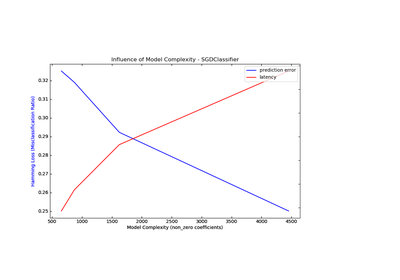 Influence of Model Complexity - SGDClassifier
prediction error
latency
Hamming Loss (Misclassification Ratio)
0.32
0.31
0.30
0.29
0.28
0.27
0.26
0.25
500 1000 1500 2000 2500 3000 3500 4000 4500
Model Complexity (non_zero coefficients)